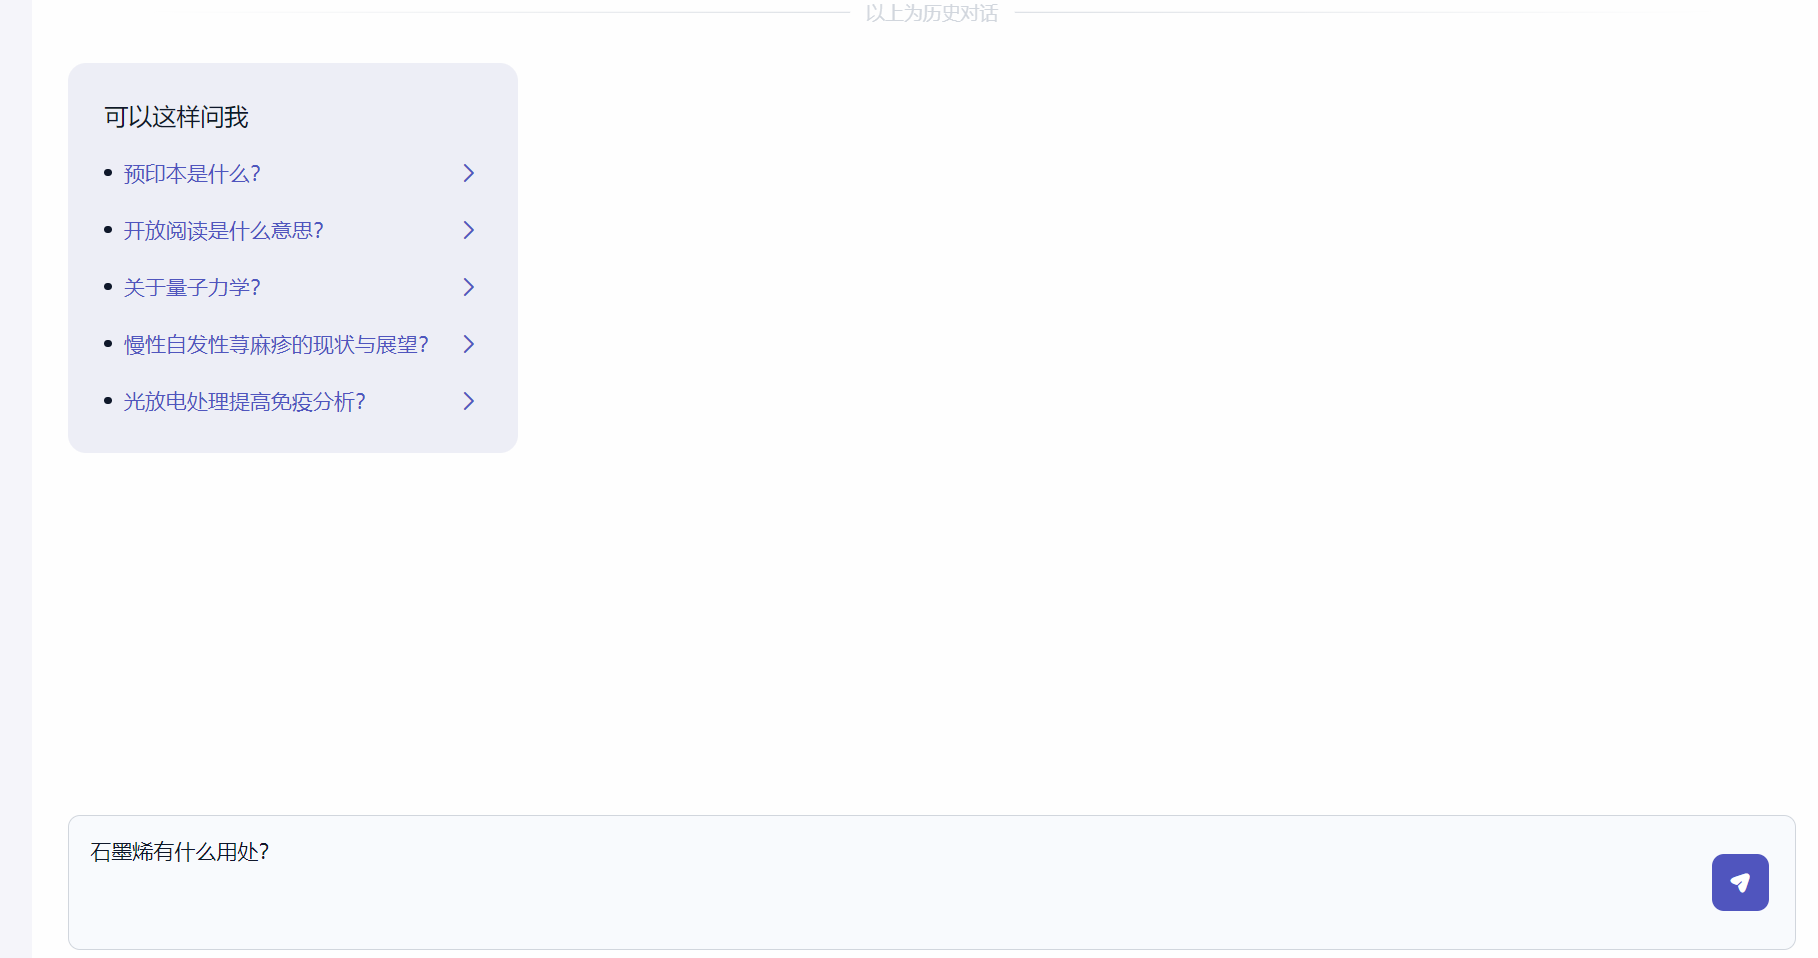 以上为历史对话
可以这样问我
预印本是什么?
开放阅读是什么意思?
关于量子力学?
慢性自发性荨麻疹的现状与展望?
光放电处理提高免疫分析?
石墨烯有什么用处?